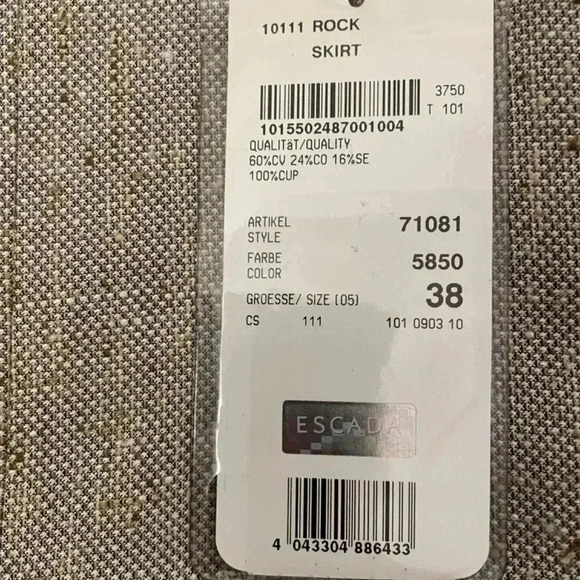 10111 ROCK
SKIRT
3750
T 101
1015502487001004
QUALITäT/QUALITY
60%CV 24%CO 16%SE
100%CUP
ARTIKEL 71081
STYLE
FARBE 5850
COLOR
GROESSE/ SIZE (05) 38
CS 111 101 0903 10
ESCADA
4 043304 886433